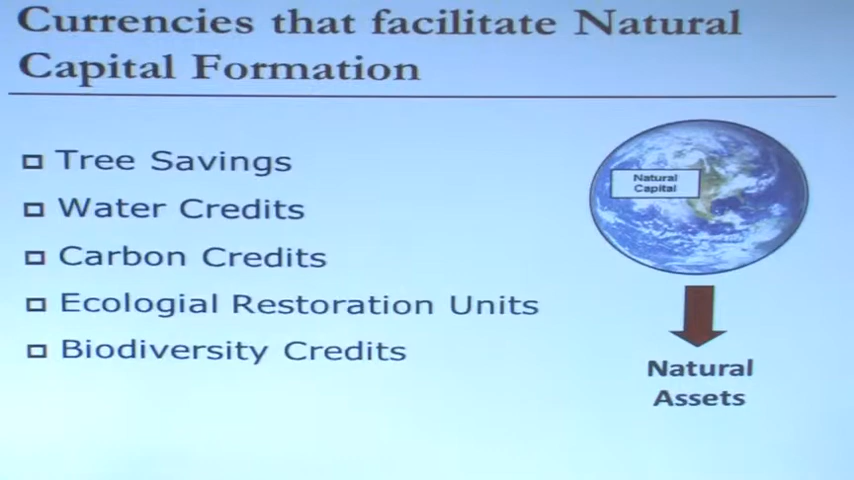 Currencies that facilitate Natural
Capital Formation
Tree Savings
Water Credits
Carbon Credits
Ecologial Restoration Units
Biodiversity Credits
Natural
Capital
Natural
Assets